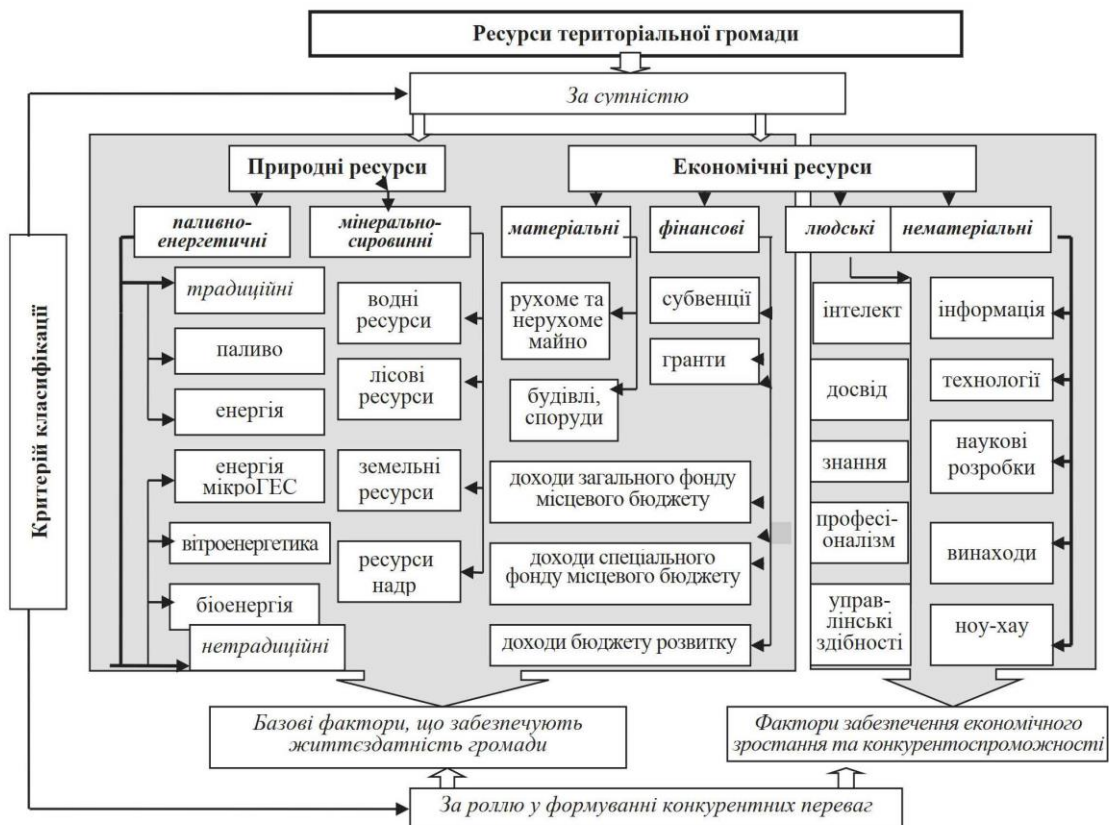 Ресурси територіальної громади
За сутністю
Природні ресурси
Економічні ресурси
паливно-
енергетичні
мінерально-
сировинні
матеріальні
фінансові
людські
нематеріальні
Критерій класифікації
традиційні
паливо
енергія
енергія
мікроГЕС
вітроенергетика
біоенергія
нетрадиційні
водні
ресурси
лісові
ресурси
земельні
ресурси
ресурси
надр
рухоме та
нерухоме
майно
будівлі,
споруди
субвенції
гранти
доходи загального фонду
місцевого бюджету
доходи спеціального
фонду місцевого бюджету
доходи бюджету розвитку
інтелект
досвід
знання
професі-
оналізм
управ-
лінські
здібності
інформація
технології
наукові
розробки
винаходи
ноу-хау
Базові фактори, що забезпечують
життєздатність громади
Фактори забезпечення економічного
зростання та конкурентоспроможності
За роллю у формуванні конкурентних переваг